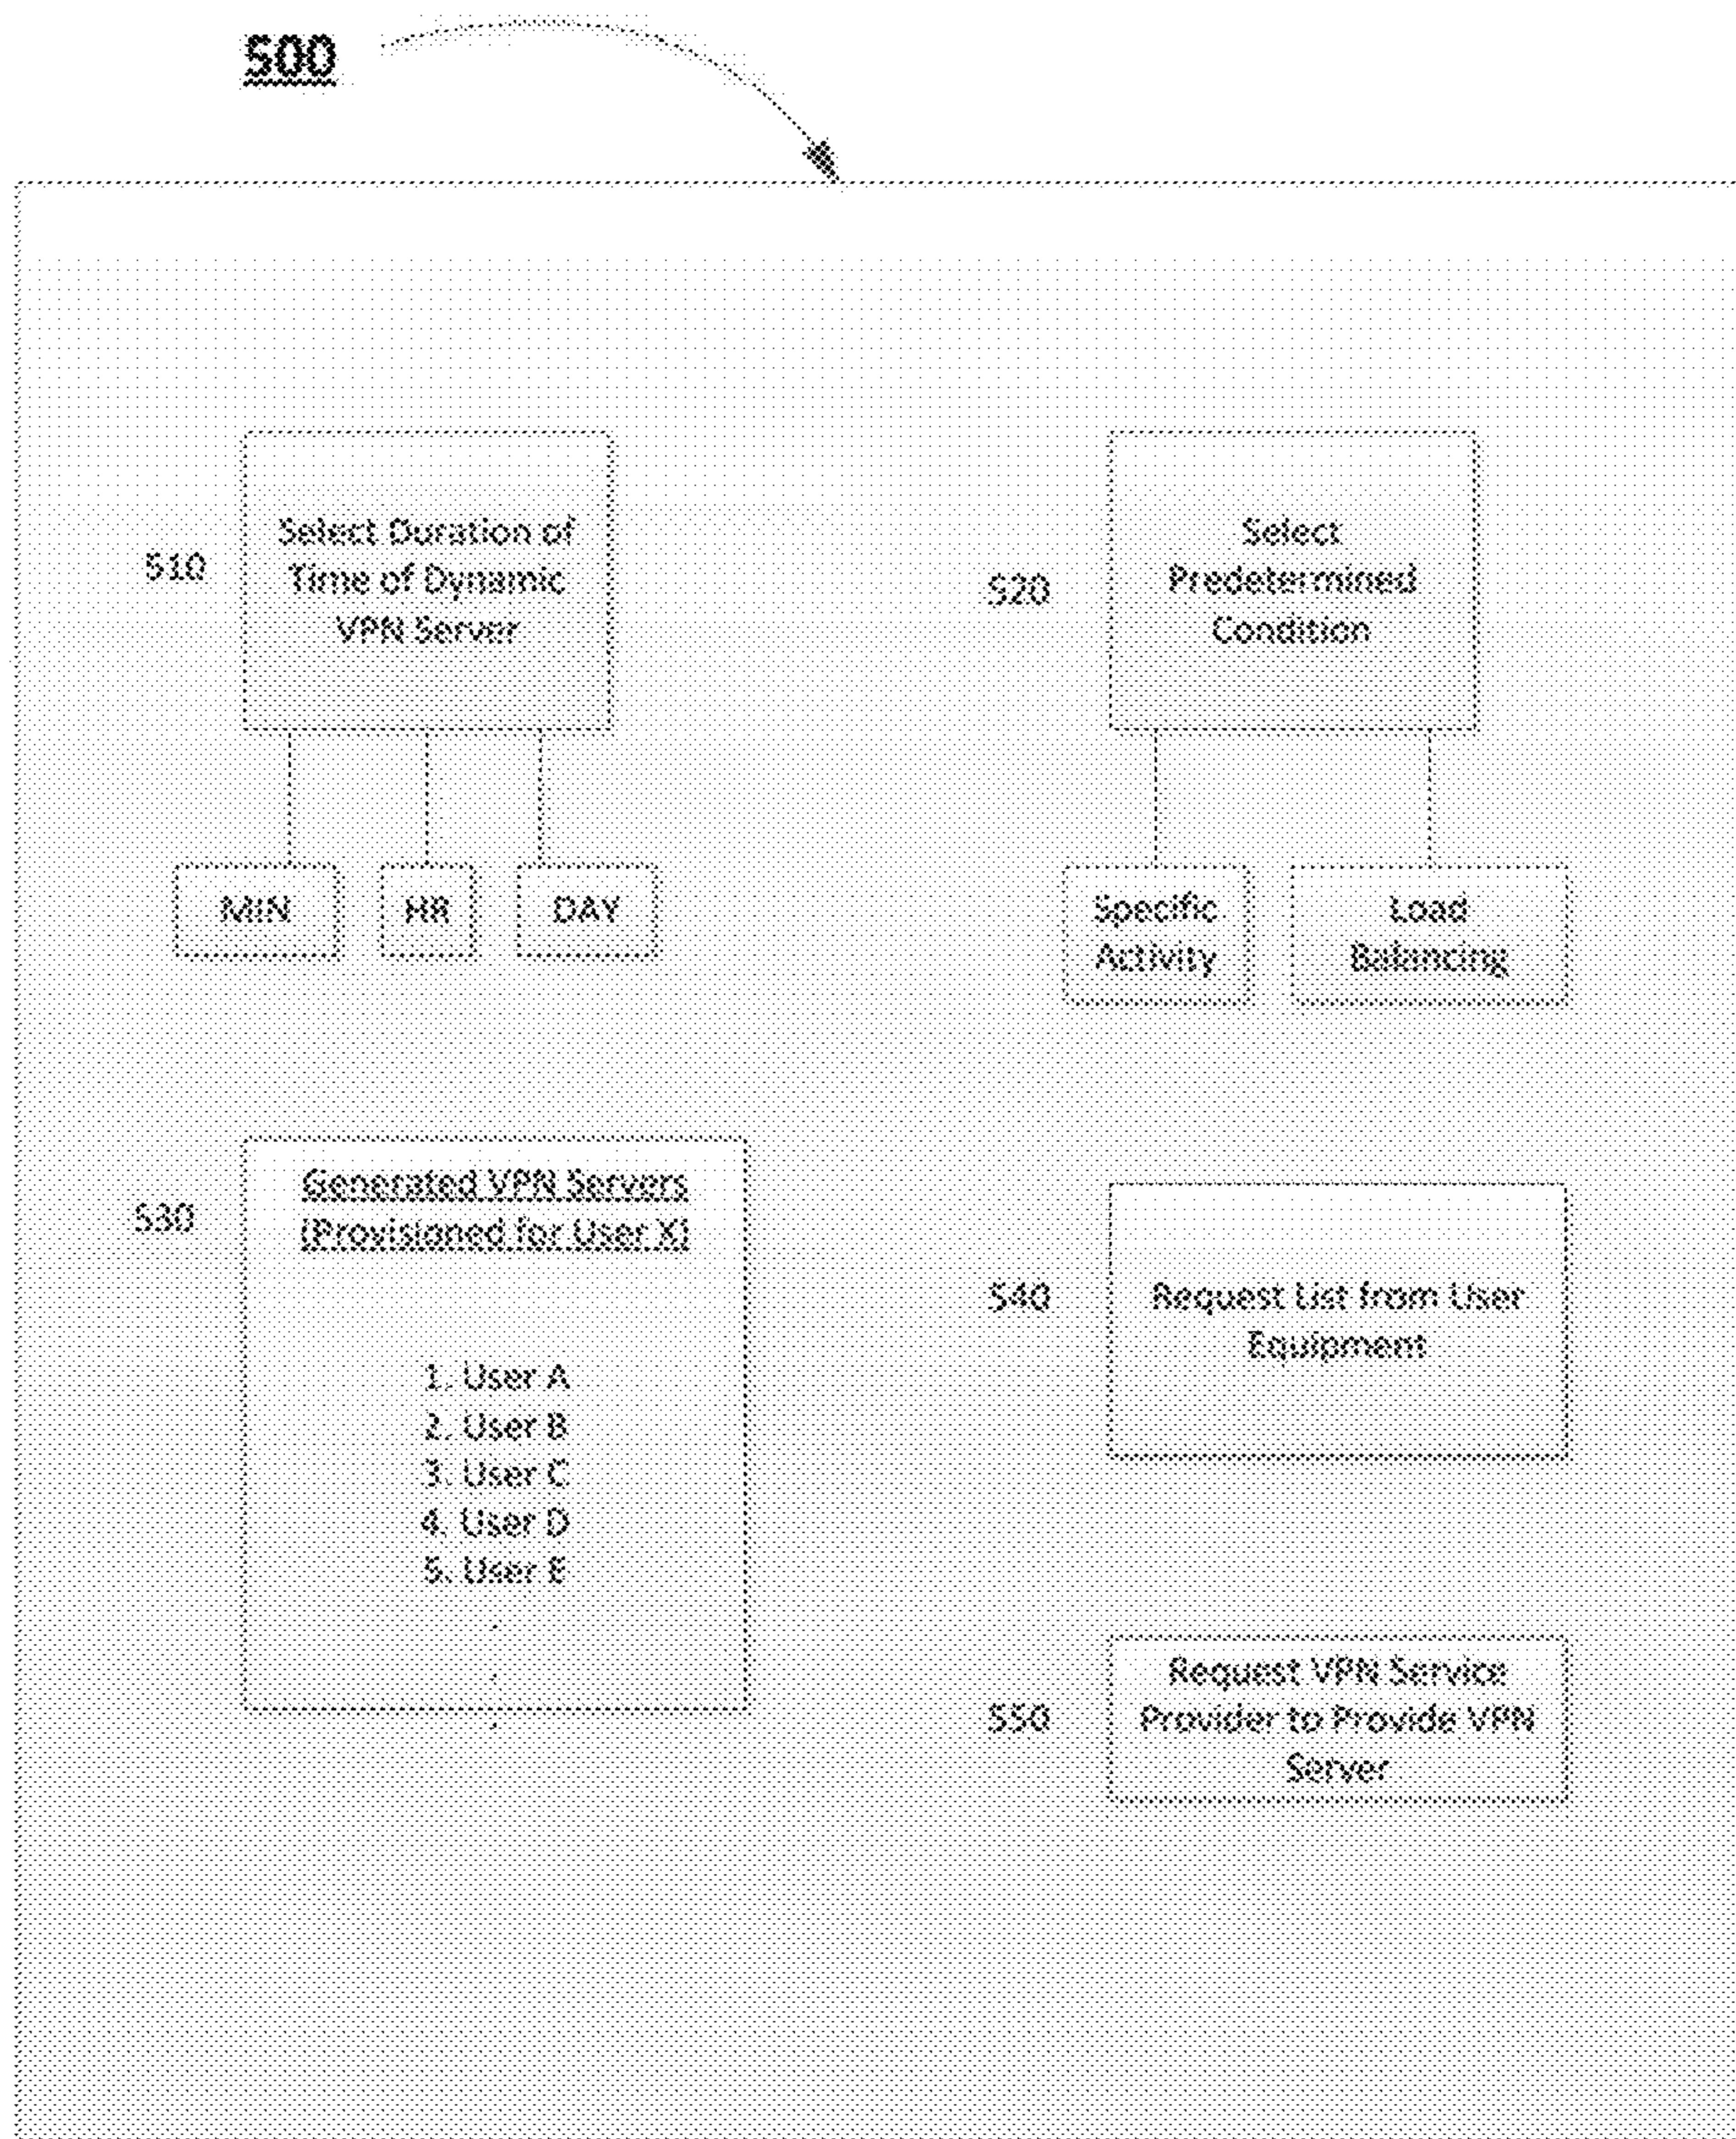 500
510
Select Duration of
Time of Dynamic
VPN Server
MIN
HR
DAY
520
Select
Predetermined
Condition
Specific
Activity
Load
Balancing
530
Generated VPN Servers
(Provisioned for User X)
1. User A
2. User B
3. User C
4. User D
5. User E
540
Request List from User
Equipment
550
Request VPN Service
Provider to Provide VPN
Server